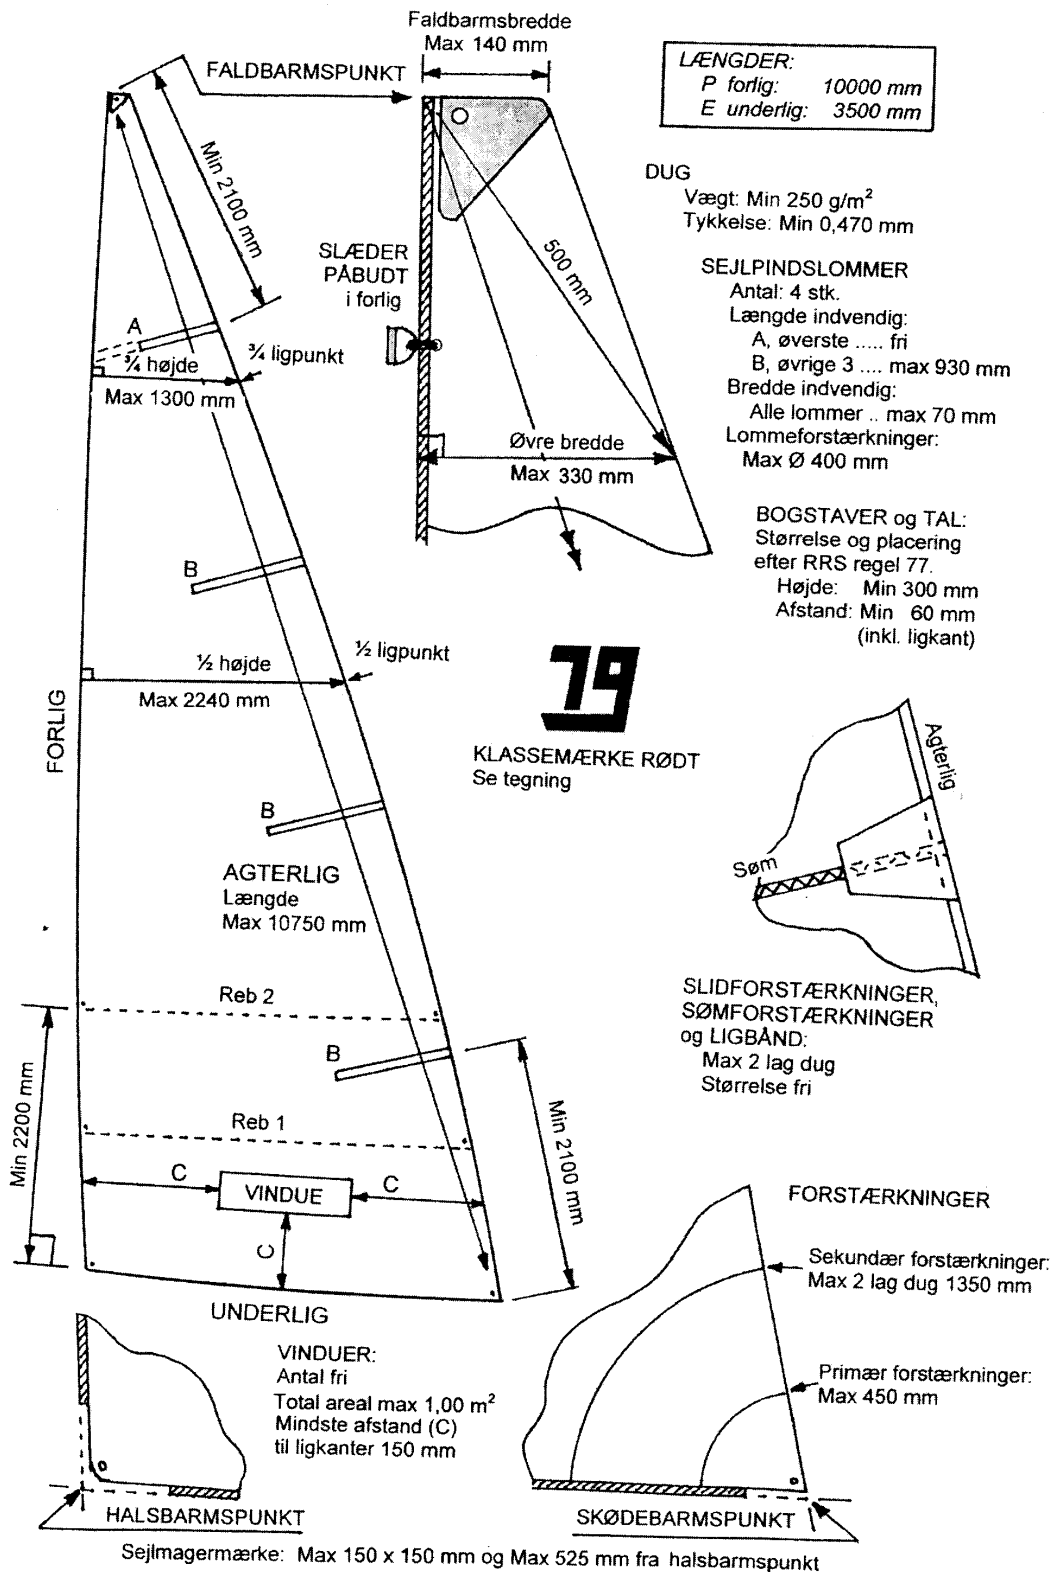 Faldbarmsbredde
Max 140 mm
FALDBARMSPUNKT
LÆNGDER:
P forlig: 10000 mm
E underlig: 3500 mm
Min 2100 mm
DUG
Vægt: Min 250 g/m²
Tykkelse: Min 0,470 mm
SLÆDER
PÅBUDT
i forlig
500 mm
SEJLPINDSLOMMER
Antal: 4 stk.
Længde indvendig:
A, øverste ..... fri
B, øvrige 3 .... max 930 mm
Bredde indvendig:
Alle lommer .. max 70 mm
Lommeforstærkninger:
Max Ø 400 mm
A
¾ højde
¾ ligpunkt
Max 1300 mm
Øvre bredde
Max 330 mm
BOGSTAVER og TAL:
Størrelse og placering
efter RRS regel 77.
Højde: Min 300 mm
Afstand: Min 60 mm
(inkl. ligkant)
B
½ højde
½ ligpunkt
Max 2240 mm
FORLIG
79
KLASSEMÆRKE RØDT
Se tegning
Agterlig
Søm
B
AGTERLIG
Længde
Max 10750 mm
SLIDFORSTÆRKNINGER,
SØMFORSTÆRKNINGER
og LIGBÅND:
Max 2 lag dug
Størrelse fri
Reb 2
B
Min 2200 mm
Reb 1
Min 2100 mm
C
VINDUE
C
C
UNDERLIG
FORSTÆRKNINGER
Sekundær forstærkninger:
Max 2 lag dug 1350 mm
Primær forstærkninger:
Max 450 mm
VINDUER:
Antal fri
Total areal max 1,00 m²
Mindste afstand (C)
til ligkanter 150 mm
HALSBARMSPUNKT
SKØDEBARMSPUNKT
Sejlmagermærke: Max 150 x 150 mm og Max 525 mm fra halsbarmspunkt